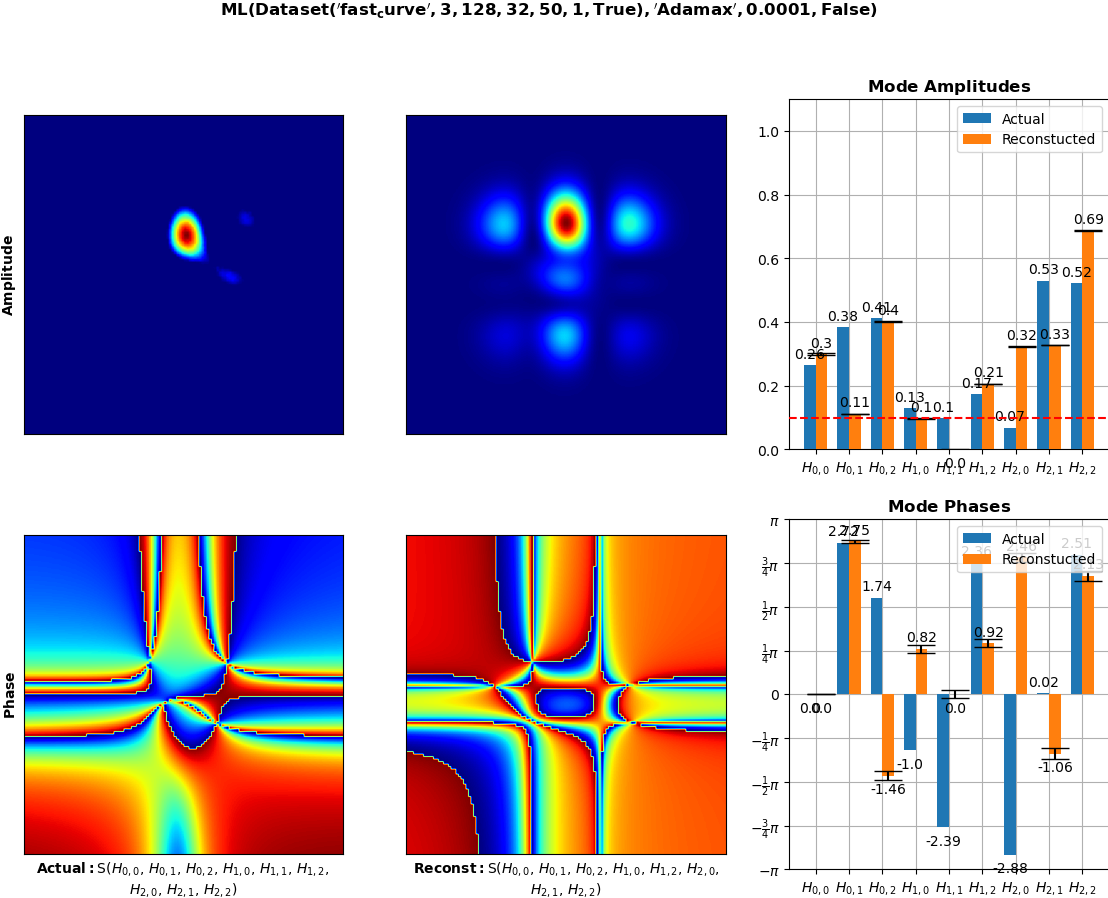 ML(Dataset(′fast_curve′, 3, 128, 32, 50, 1, True), ′Adamax′, 0.0001, False)
Amplitude
Mode Amplitudes
Actual
Reconstucted
1.0
0.8
0.6
0.4
0.2
0.0
0.26
0.3
0.38
0.11
0.41
0.4
0.13
0.1
0.1
0.0
0.17
0.21
0.07
0.32
0.53
0.33
0.52
0.69
H0,0 H0,1 H0,2 H1,0 H1,1 H1,2 H2,0 H2,1 H2,2
Phase
Actual: S(H0,0, H0,1, H0,2, H1,0, H1,1, H1,2,
H2,0, H2,1, H2,2)
Reconst: S(H0,0, H0,1, H0,2, H1,0, H1,2, H2,0,
H2,1, H2,2)
Mode Phases
Actual
Reconstucted
π
3/4π
1/2π
1/4π
0
−1/4π
−1/2π
−3/4π
−π
0.0
0.0
2.72
2.75
1.74
-1.46
-1.0
0.82
-2.39
0.0
2.36
0.92
-2.88
2.46
0.02
-1.06
2.51
H0,0 H0,1 H0,2 H1,0 H1,1 H1,2 H2,0 H2,1 H2,2